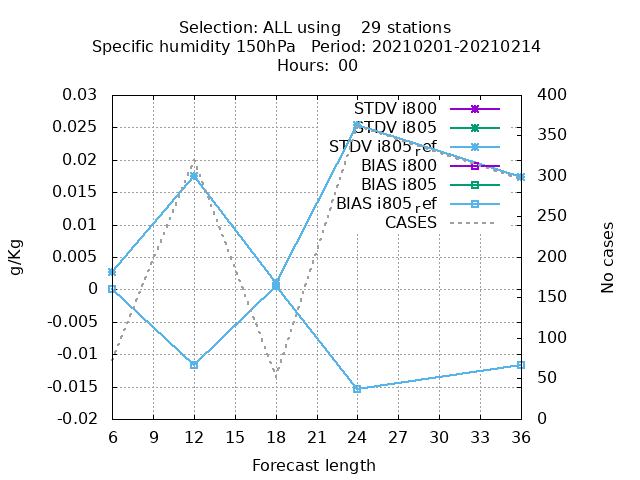 Selection: ALL using    29 stations
Specific humidity 150hPa   Period: 20210201-20210214
Hours: 00
0.03
0.025
0.02
0.015
0.01
0.005
0
-0.005
-0.01
-0.015
-0.02
g/Kg
STDV i800
STDV i805
STDV i805_ref
BIAS i800
BIAS i805
BIAS i805_ref
CASES
400
350
300
250
200
150
100
50
0
No cases
6 9 12 15 18 21 24 27 30 33 36
Forecast length